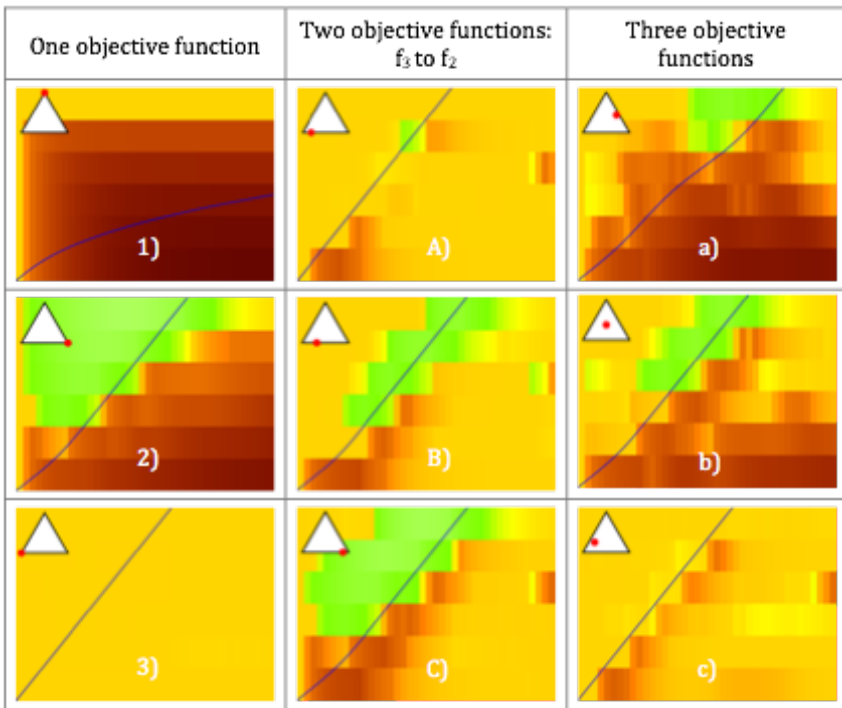 One objective function
Two objective functions:
f₃ to f₂
Three objective
functions
1)
A)
a)
2)
B)
b)
3)
C)
c)